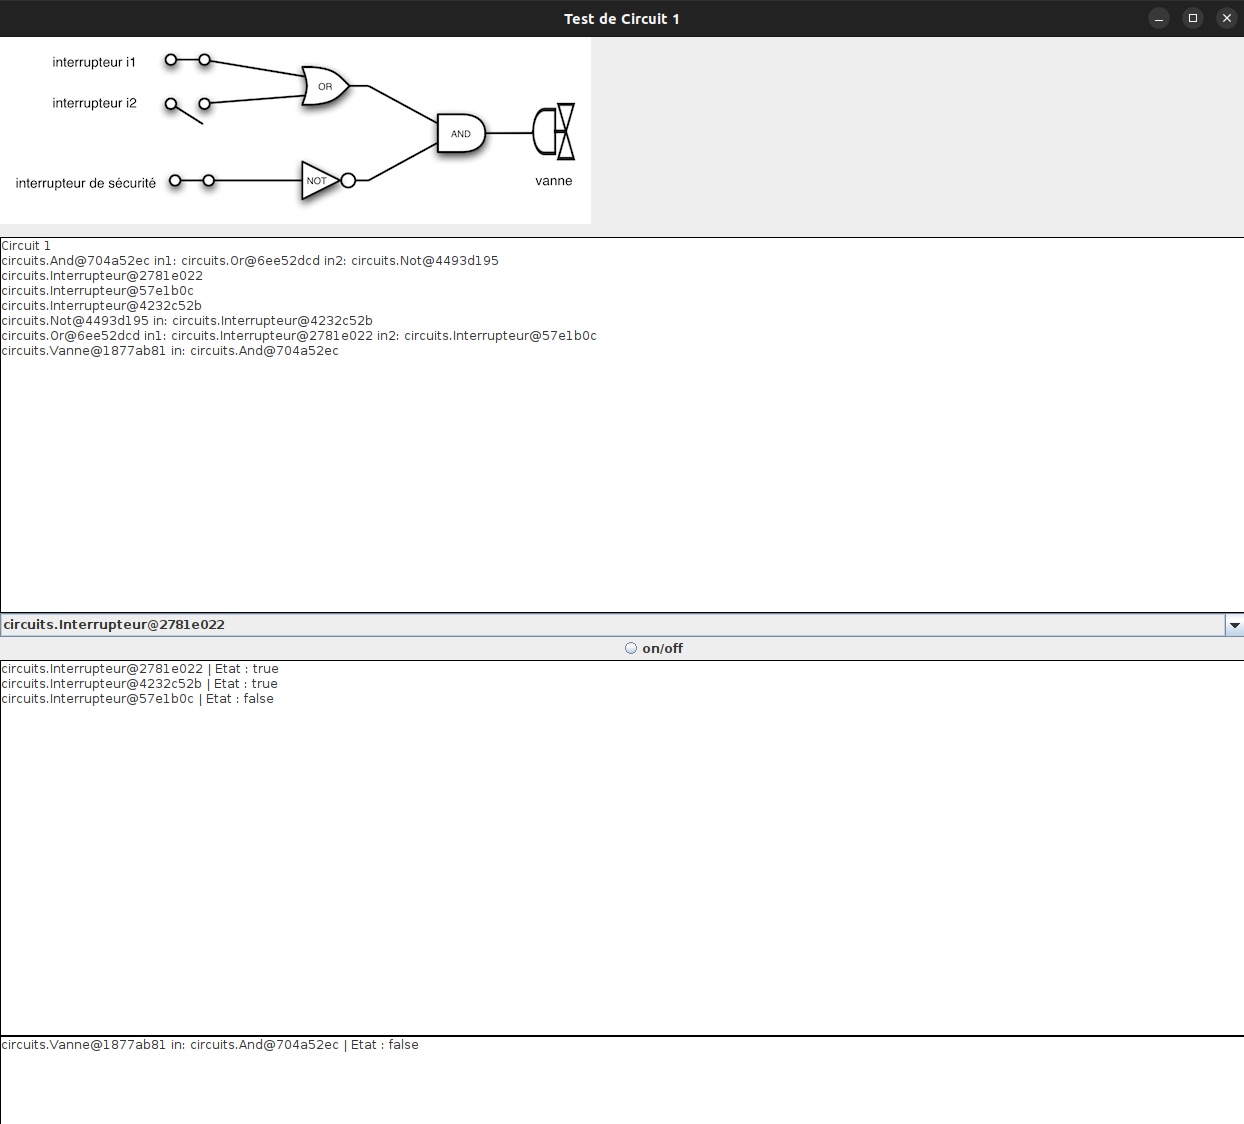 Test de Circuit 1
interrupteur i1
OR
interrupteur i2
AND
interrupteur de sécurité
NOT
vanne
Circuit 1
circuits.And@704a52ec in1: circuits.Or@6ee52dcd in2: circuits.Not@4493d195
circuits.Interrupteur@2781e022
circuits.Interrupteur@57e1b0c
circuits.Interrupteur@4232c52b
circuits.Not@4493d195 in: circuits.Interrupteur@4232c52b
circuits.Or@6ee52dcd in1: circuits.Interrupteur@2781e022 in2: circuits.Interrupteur@57e1b0c
circuits.Vanne@1877ab81 in: circuits.And@704a52ec
circuits.Interrupteur@2781e022
on/off
circuits.Interrupteur@2781e022 | Etat : true
circuits.Interrupteur@4232c52b | Etat : true
circuits.Interrupteur@57e1b0c | Etat : false
circuits.Vanne@1877ab81 in: circuits.And@704a52ec | Etat : false